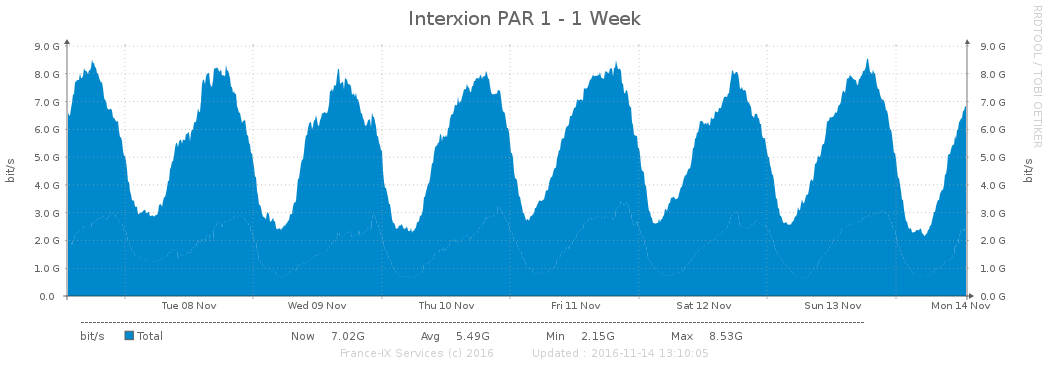 Interxion PAR 1 - 1 Week
RRDTOOL / TOBI OETIKER
9.0 G 9.0 G
8.0 G 8.0 G
7.0 G 7.0 G
6.0 G 6.0 G
5.0 G 5.0 G
4.0 G 4.0 G
3.0 G 3.0 G
2.0 G 2.0 G
1.0 G 1.0 G
0.0 0.0 G
bit/s bit/s
Tue 08 Nov Wed 09 Nov Thu 10 Nov Fri 11 Nov Sat 12 Nov Sun 13 Nov Mon 14 Nov
bit/s Total Now 7.02G Avg 5.49G Min 2.15G Max 8.53G
France-IX Services (c) 2016 Updated : 2016-11-14 13:10:05